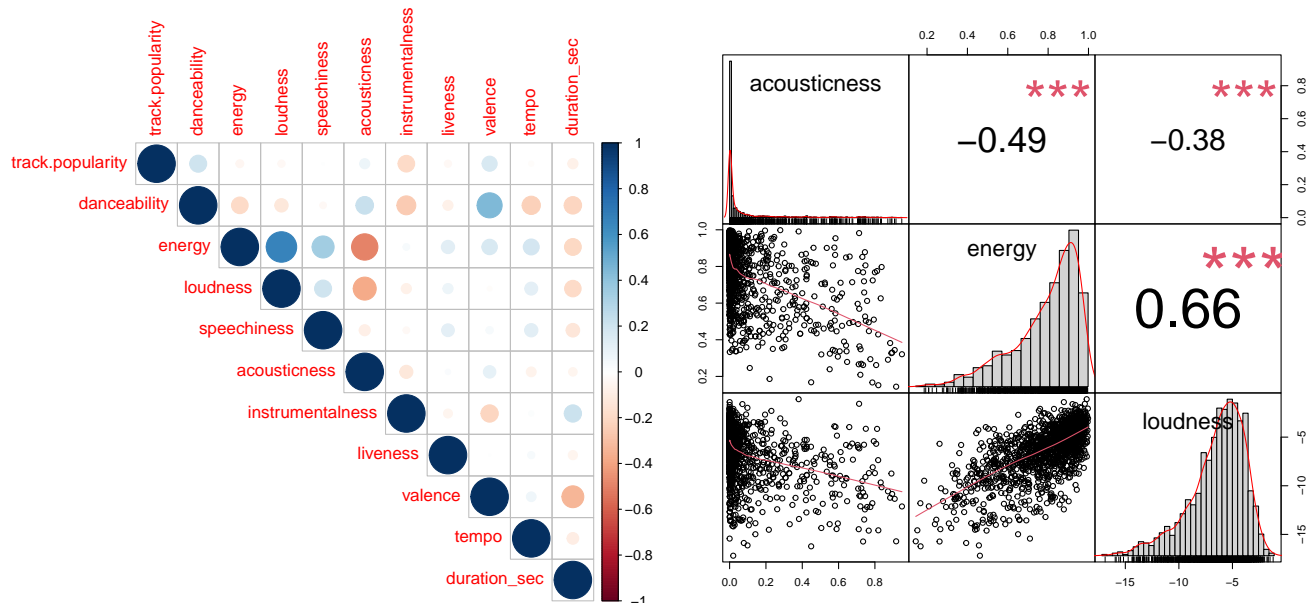 track.popularity
danceability
energy
loudness
speechiness
acousticness
instrumentalness
liveness
valence
tempo
duration_sec
track.popularity
danceability
energy
loudness
speechiness
acousticness
instrumentalness
liveness
valence
tempo
duration_sec
1
0.8
0.6
0.4
0.2
0
−0.2
−0.4
−0.6
−0.8
−1
0.2 0.4 0.6 0.8 1.0
acousticness
***
−0.49
***
−0.38
0.0 0.2 0.4 0.6 0.8
0.2 0.4 0.6 0.8 1.0
energy
***
0.66
loudness
−15 −10 −5
0.0 0.2 0.4 0.6 0.8
−15 −10 −5